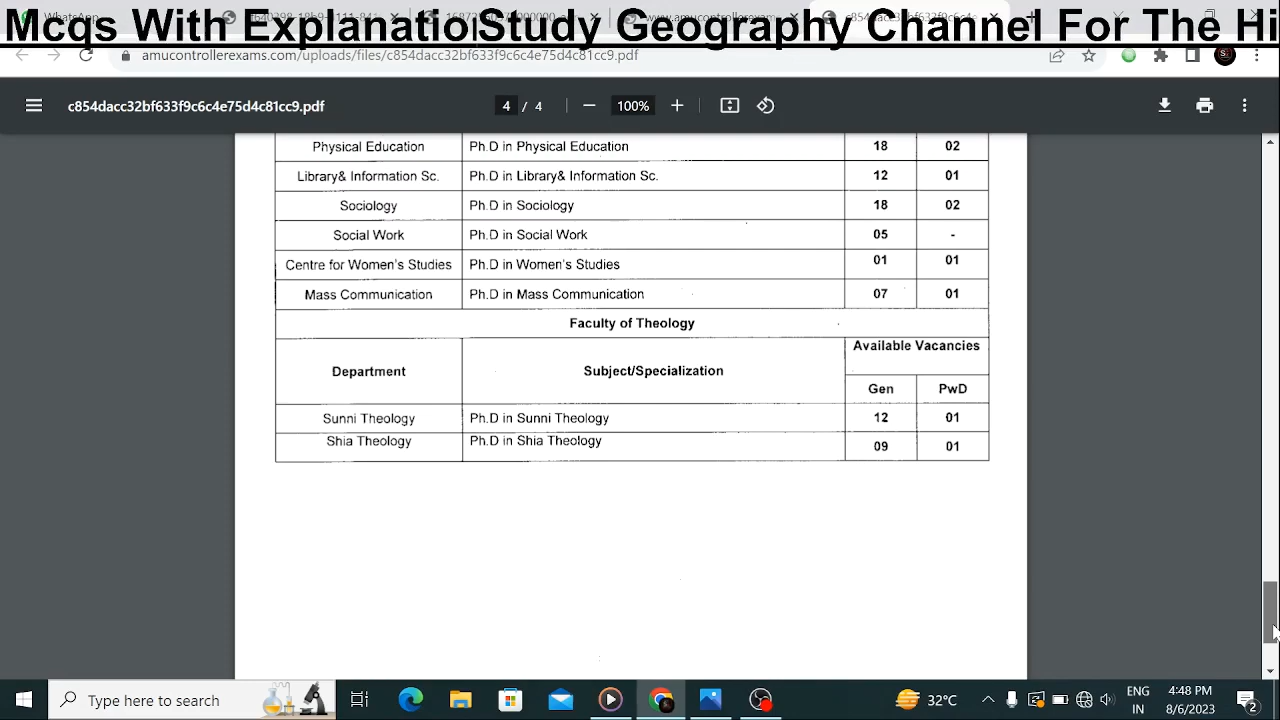 Mcqs With Explanation Study Geography Channel For The Hi
WhatsApp
amucontrollerexams.com/uploads/files/c854dacc32bf633f9c6c4e75d4c81cc9.pdf
c854dacc32bf633f9c6c4e75d4c81cc9.pdf 4 / 4 100%
Physical Education Ph.D in Physical Education 18 02
Library& Information Sc. Ph.D in Library& Information Sc. 12 01
Sociology Ph.D in Sociology 18 02
Social Work Ph.D in Social Work 05 -
Centre for Women's Studies Ph.D in Women's Studies 01 01
Mass Communication Ph.D in Mass Communication 07 01
Faculty of Theology
Department Subject/Specialization Available Vacancies
Gen PwD
Sunni Theology Ph.D in Sunni Theology 12 01
Shia Theology Ph.D in Shia Theology 09 01
Type here to search 32°C ENG 4:48 PM
IN 8/6/2023 2